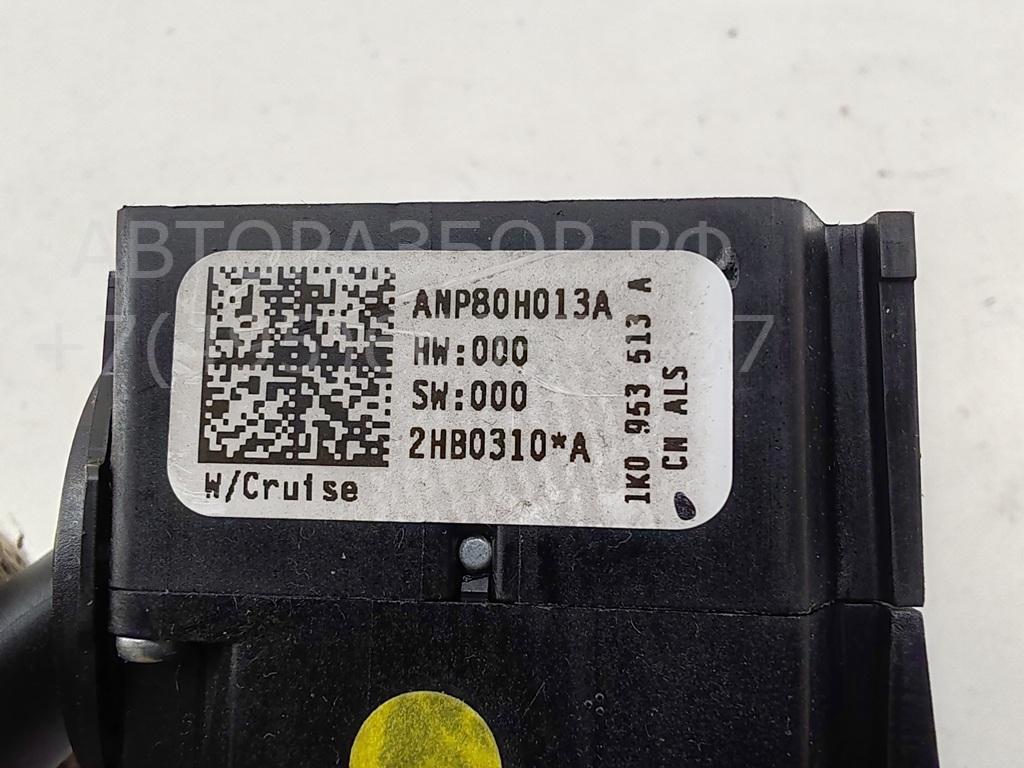 АВТОРАЗБОР.РФ
ANP80H013A
HW:000
SW:000
2HB0310*A
W/Cruise
1K0 953 513 A
CN ALS